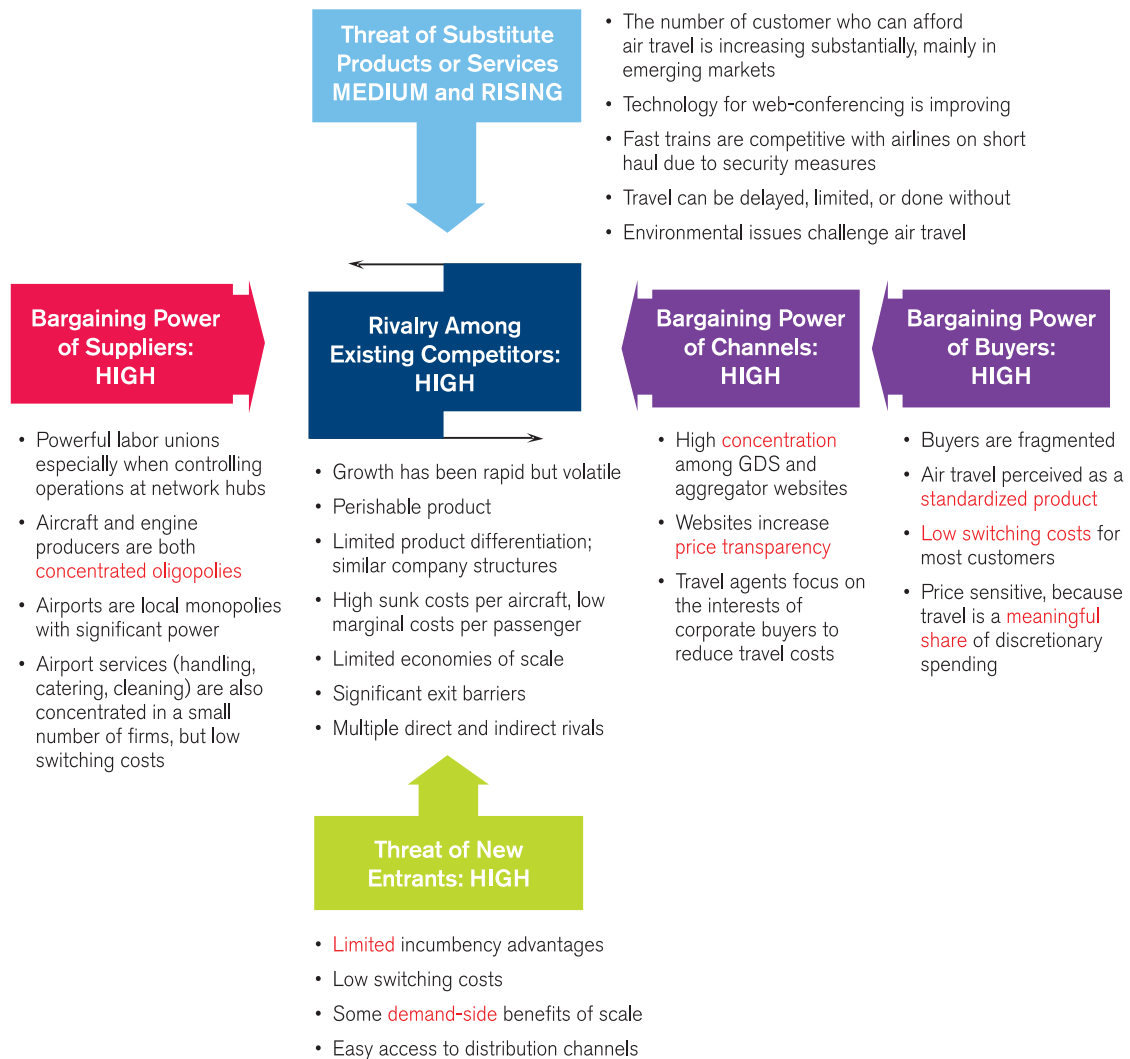 Threat of Substitute
Products or Services
MEDIUM and RISING
• The number of customer who can afford
air travel is increasing substantially, mainly in
emerging markets
• Technology for web-conferencing is improving
• Fast trains are competitive with airlines on short
haul due to security measures
• Travel can be delayed, limited, or done without
• Environmental issues challenge air travel
Bargaining Power
of Suppliers:
HIGH
• Powerful labor unions
especially when controlling
operations at network hubs
• Aircraft and engine
producers are both
concentrated oligopolies
• Airports are local monopolies
with significant power
• Airport services (handling,
catering, cleaning) are also
concentrated in a small
number of firms, but low
switching costs
Rivalry Among
Existing Competitors:
HIGH
• Growth has been rapid but volatile
• Perishable product
• Limited product differentiation;
similar company structures
• High sunk costs per aircraft, low
marginal costs per passenger
• Limited economies of scale
• Significant exit barriers
• Multiple direct and indirect rivals
Bargaining Power
of Channels:
HIGH
• High concentration
among GDS and
aggregator websites
• Websites increase
price transparency
• Travel agents focus on
the interests of
corporate buyers to
reduce travel costs
Bargaining Power
of Buyers:
HIGH
• Buyers are fragmented
• Air travel perceived as a
standardized product
• Low switching costs for
most customers
• Price sensitive, because
travel is a meaningful
share of discretionary
spending
Threat of New
Entrants: HIGH
• Limited incumbency advantages
• Low switching costs
• Some demand-side benefits of scale
• Easy access to distribution channels